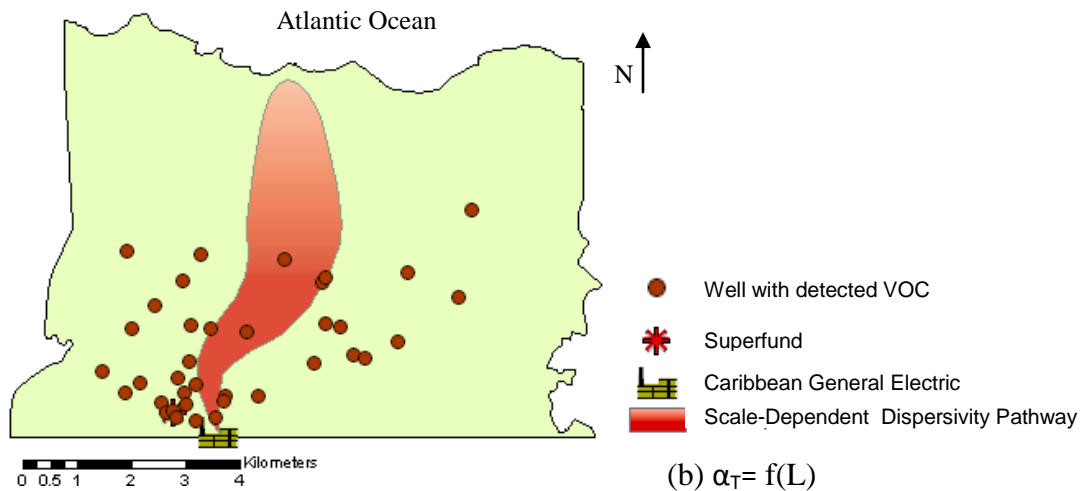 Atlantic Ocean
N
Well with detected VOC
Superfund
Caribbean General Electric
Scale-Dependent Dispersivity Pathway
Kilometers
0 0.5 1 2 3 4
(b) αT= f(L)